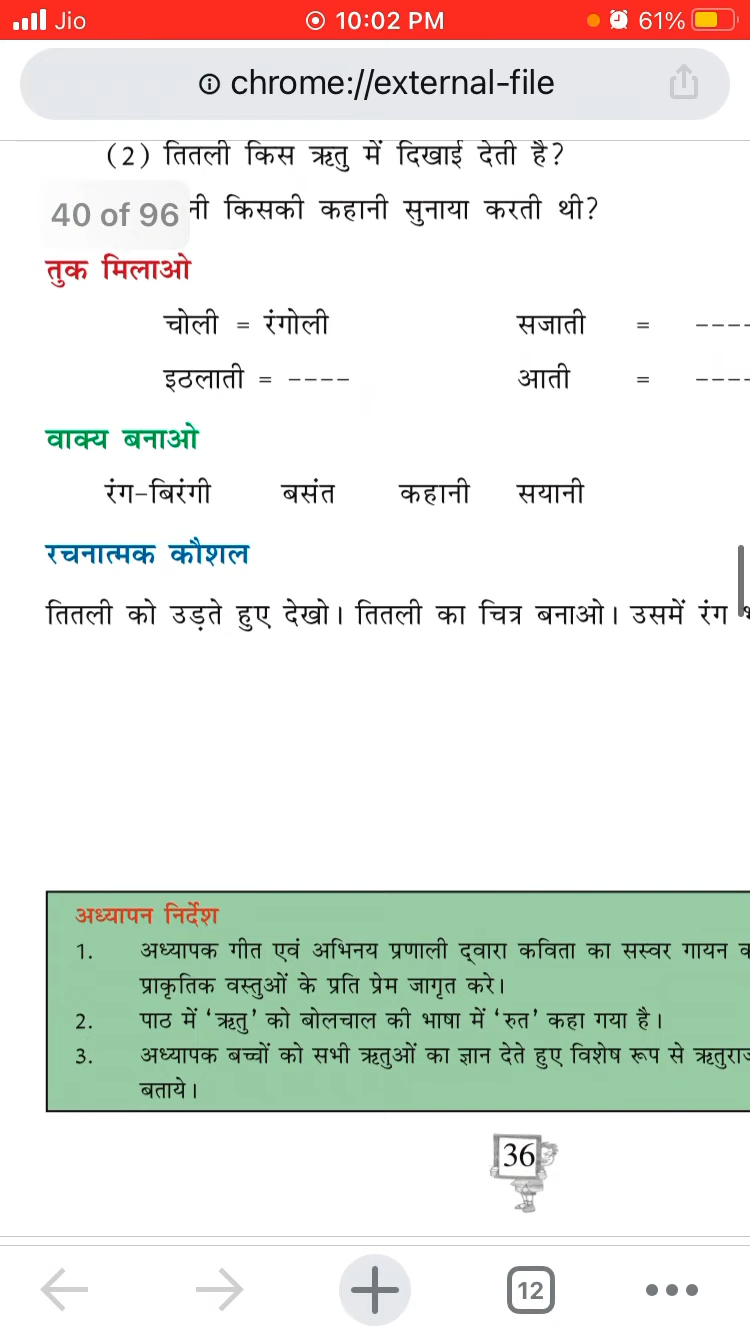 Jio 10:02 PM 61%
chrome://external-file
(2) तितली किस ऋतु में दिखाई देती है?
40 of 96
किसकी कहानी सुनाया करती थी?
तुक मिलाओ
चोली = रंगोली सजाती = ----
इठलाती = ---- आती = ----
वाक्य बनाओ
रंग-बिरंगी बसंत कहानी सयानी
रचनात्मक कौशल
तितली को उड़ते हुए देखो। तितली का चित्र बनाओ। उसमें रंग
अध्यापन निर्देश
1. अध्यापक गीत एवं अभिनय प्रणाली द्वारा कविता का सस्वर गायन
प्राकृतिक वस्तुओं के प्रति प्रेम जागृत करे।
2. पाठ में ‘ऋतु’ को बोलचाल की भाषा में ‘रुत’ कहा गया है।
3. अध्यापक बच्चों को सभी ऋतुओं का ज्ञान देते हुए विशेष रूप से
बताये।
36
12